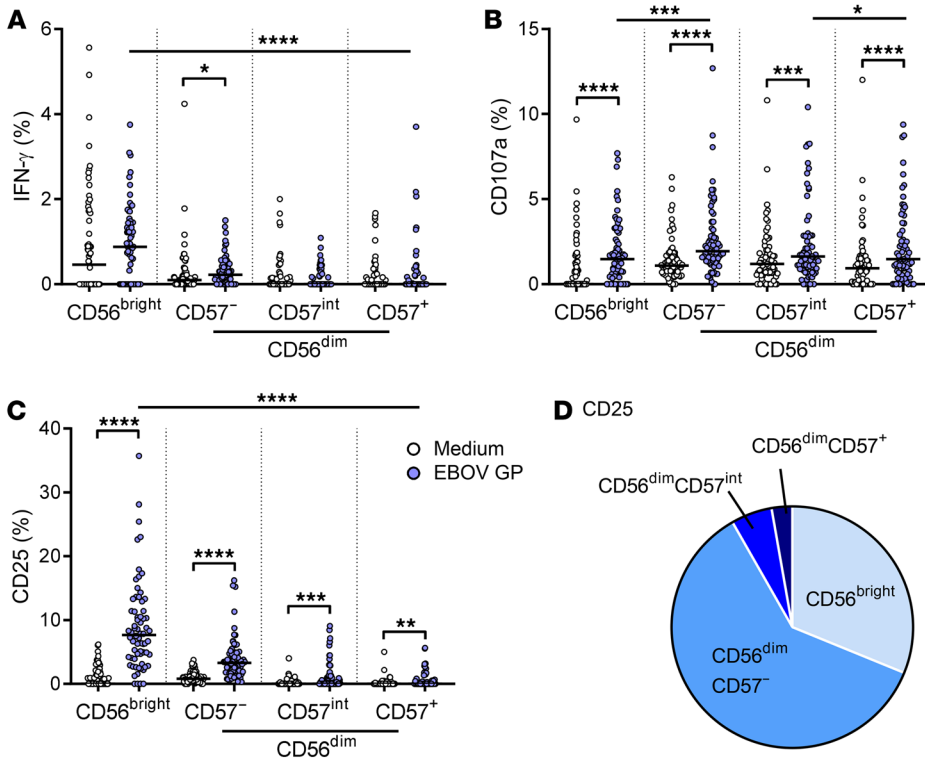 A
IFN-γ (%)
6
4
2
0
****
*
CD56bright
CD57−
CD57int
CD57+
CD56dim
B
CD107a (%)
15
10
5
0
***
*
****
****
***
****
CD56bright
CD57−
CD57int
CD57+
CD56dim
C
CD25 (%)
40
30
20
10
0
****
****
****
***
**
Medium
EBOV GP
CD56bright
CD57−
CD57int
CD57+
CD56dim
D CD25
CD56dimCD57+
CD56dimCD57int
CD56bright
CD56dim
CD57−